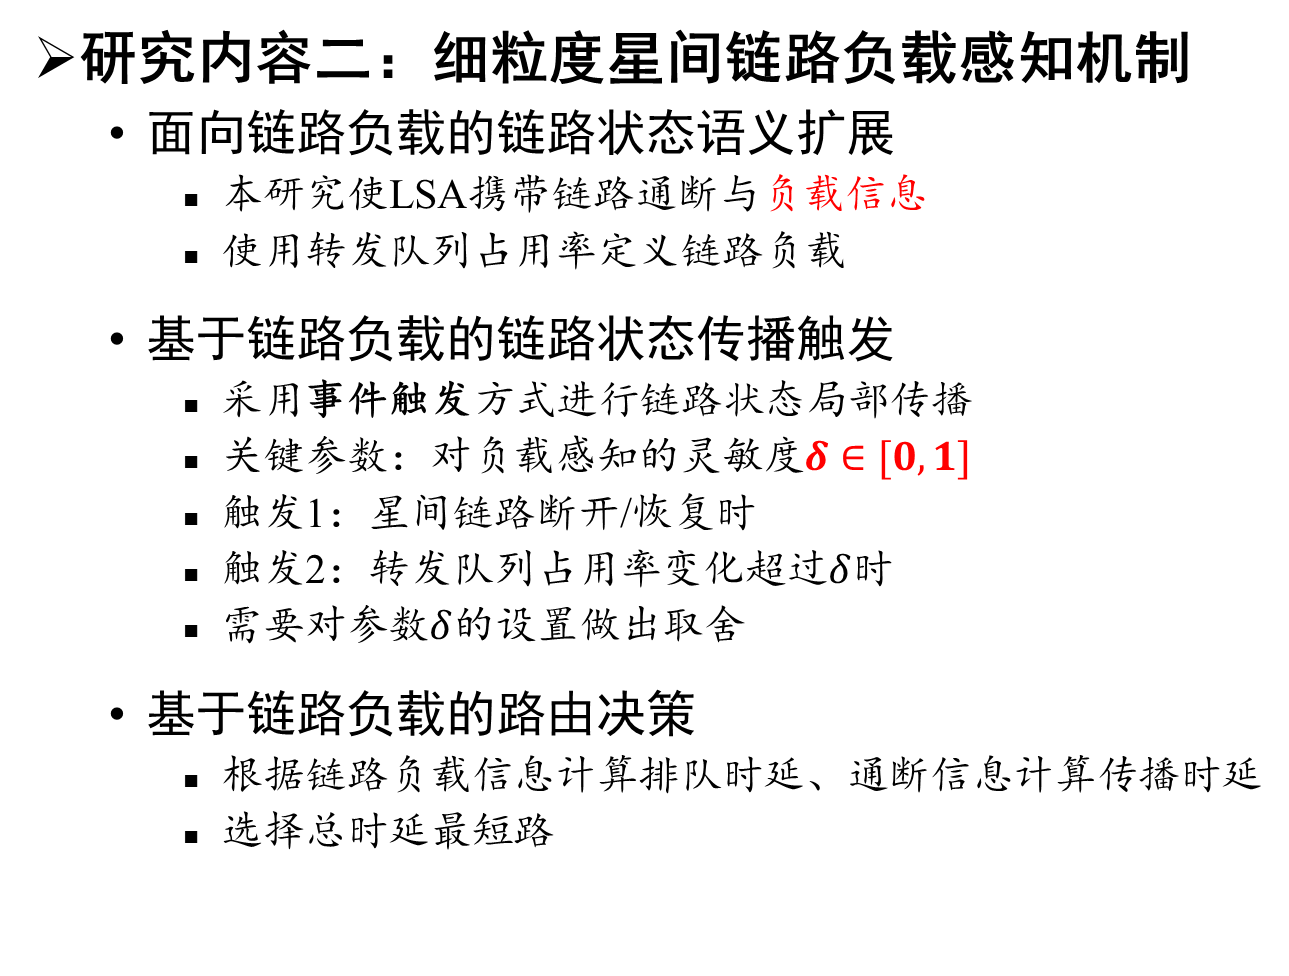 ➢研究内容二：细粒度星间链路负载感知机制
• 面向链路负载的链路状态语义扩展
▪ 本研究使LSA携带链路通断与负载信息
▪ 使用转发队列占用率定义链路负载
• 基于链路负载的链路状态传播触发
▪ 采用事件触发方式进行链路状态局部传播
▪ 关键参数：对负载感知的灵敏度δ ∈ [0, 1]
▪ 触发1：星间链路断开/恢复时
▪ 触发2：转发队列占用率变化超过δ时
▪ 需要对参数δ的设置做出取舍
• 基于链路负载的路由决策
▪ 根据链路负载信息计算排队时延、通断信息计算传播时延
▪ 选择总时延最短路